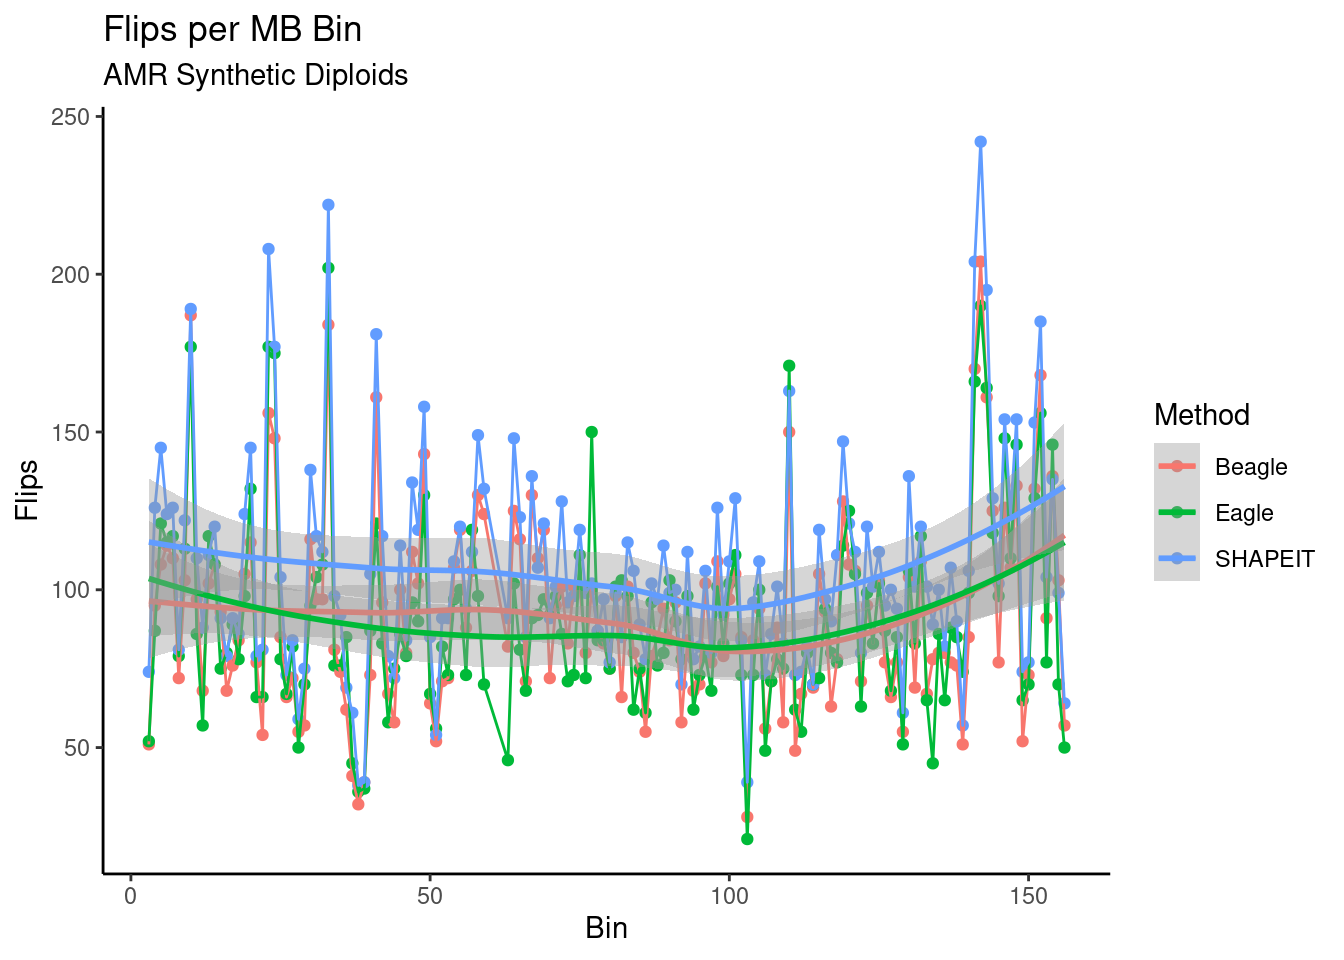 Flips per MB Bin
AMR Synthetic Diploids
250
200
150
100
50
Flips
0
50
100
150
Bin
Method
Beagle
Eagle
SHAPEIT